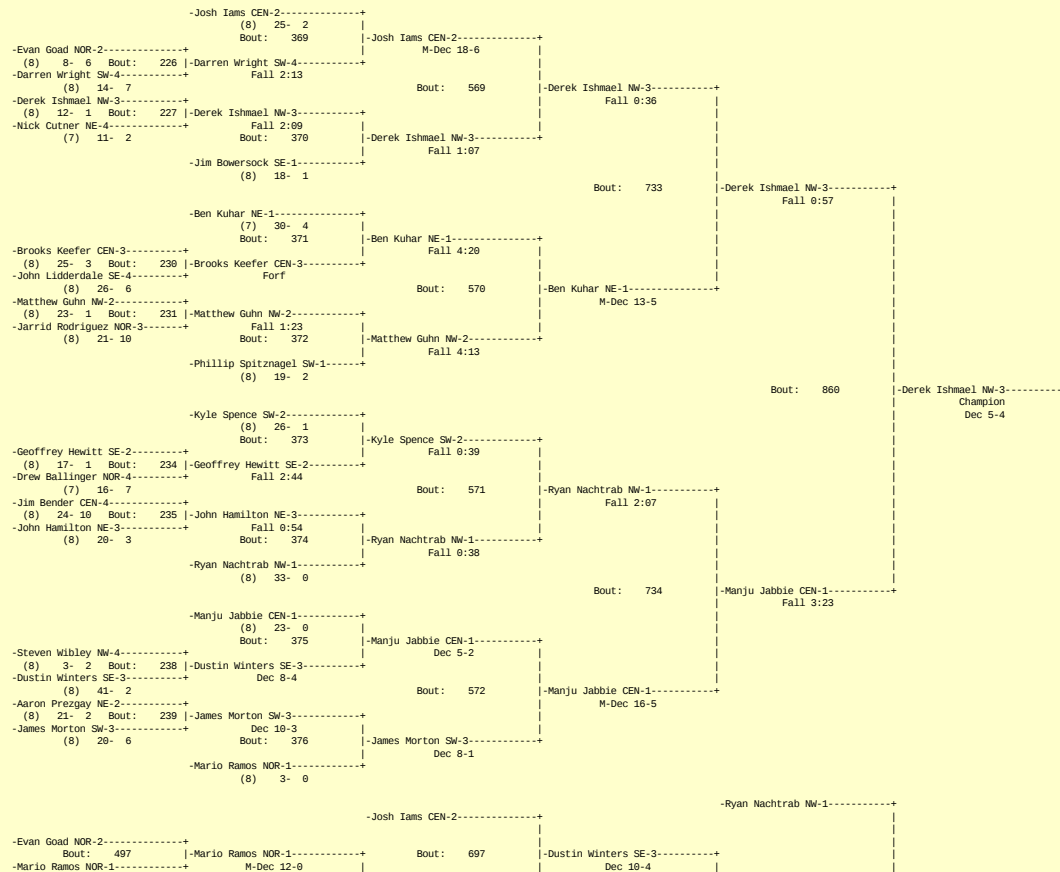 -Josh Iams CEN-2-------------+
(8) 25- 2 |
Bout: 369 |-Josh Iams CEN-2-------------+
-Evan Goad NOR-2-------------+ | M-Dec 18-6 |
(8) 8- 6 Bout: 226 |-Darren Wright SW-4----------+ |
-Darren Wright SW-4----------+ Fall 2:13 |
(8) 14- 7 Bout: 569 |-Derek Ishmael NW-3----------+
-Derek Ishmael NW-3----------+ | Fall 0:36 |
(8) 12- 1 Bout: 227 |-Derek Ishmael NW-3----------+ | |
-Nick Cutner NE-4------------+ Fall 2:09 | | |
(7) 11- 2 Bout: 370 |-Derek Ishmael NW-3----------+ |
| Fall 1:07 |
-Jim Bowersock SE-1----------+ |
(8) 18- 1 |
Bout: 733 |-Derek Ishmael NW-3----------+
| Fall 0:57 |
-Ben Kuhar NE-1--------------+ | |
(7) 30- 4 | | |
Bout: 371 |-Ben Kuhar NE-1--------------+ | |
-Brooks Keefer CEN-3---------+ | Fall 4:20 | | |
(8) 25- 3 Bout: 230 |-Brooks Keefer CEN-3---------+ | | |
-John Lidderdale SE-4--------+ Forf | | |
(8) 26- 6 Bout: 570 |-Ben Kuhar NE-1--------------+ |
-Matthew Guhn NW-2-----------+ | M-Dec 13-5 |
(8) 23- 1 Bout: 231 |-Matthew Guhn NW-2-----------+ | |
-Jarrid Rodriguez NOR-3------+ Fall 1:23 | | |
(8) 21- 10 Bout: 372 |-Matthew Guhn NW-2-----------+ |
| Fall 4:13 |
-Phillip Spitznagel SW-1-----+ |
(8) 19- 2 |
Bout: 860 |-Derek Ishmael NW-3---------
| Champion
-Kyle Spence SW-2------------+ | Dec 5-4
(8) 26- 1 | |
Bout: 373 |-Kyle Spence SW-2------------+ |
-Geoffrey Hewitt SE-2--------+ | Fall 0:39 | |
(8) 17- 1 Bout: 234 |-Geoffrey Hewitt SE-2--------+ | |
-Drew Ballinger NOR-4--------+ Fall 2:44 | |
(7) 16- 7 Bout: 571 |-Ryan Nachtrab NW-1----------+ |
-Jim Bender CEN-4------------+ | Fall 2:07 | |
(8) 24- 10 Bout: 235 |-John Hamilton NE-3----------+ | | |
-John Hamilton NE-3----------+ Fall 0:54 | | | |
(8) 20- 3 Bout: 374 |-Ryan Nachtrab NW-1----------+ | |
| Fall 0:38 | |
-Ryan Nachtrab NW-1----------+ | |
(8) 33- 0 | |
Bout: 734 |-Manju Jabbie CEN-1----------+
| Fall 3:23
-Manju Jabbie CEN-1----------+ |
(8) 23- 0 | |
Bout: 375 |-Manju Jabbie CEN-1----------+ |
-Steven Wibley NW-4----------+ | Dec 5-2 | |
(8) 3- 2 Bout: 238 |-Dustin Winters SE-3---------+ | |
-Dustin Winters SE-3---------+ Dec 8-4 | |
(8) 41- 2 Bout: 572 |-Manju Jabbie CEN-1----------+
-Aaron Prezgay NE-2----------+ | M-Dec 16-5
(8) 21- 2 Bout: 239 |-James Morton SW-3-----------+ |
-James Morton SW-3-----------+ Dec 10-3 | |
(8) 20- 6 Bout: 376 |-James Morton SW-3-----------+
| Dec 8-1
-Mario Ramos NOR-1-----------+
(8) 3- 0
-Ryan Nachtrab NW-1----------+
-Josh Iams CEN-2-------------+ |
| |
-Evan Goad NOR-2-------------+ | |
Bout: 497 |-Mario Ramos NOR-1-----------+ Bout: 697 |-Dustin Winters SE-3---------+ |
-Mario Ramos NOR-1-----------+ M-Dec 12-0 | | Dec 10-4 | |